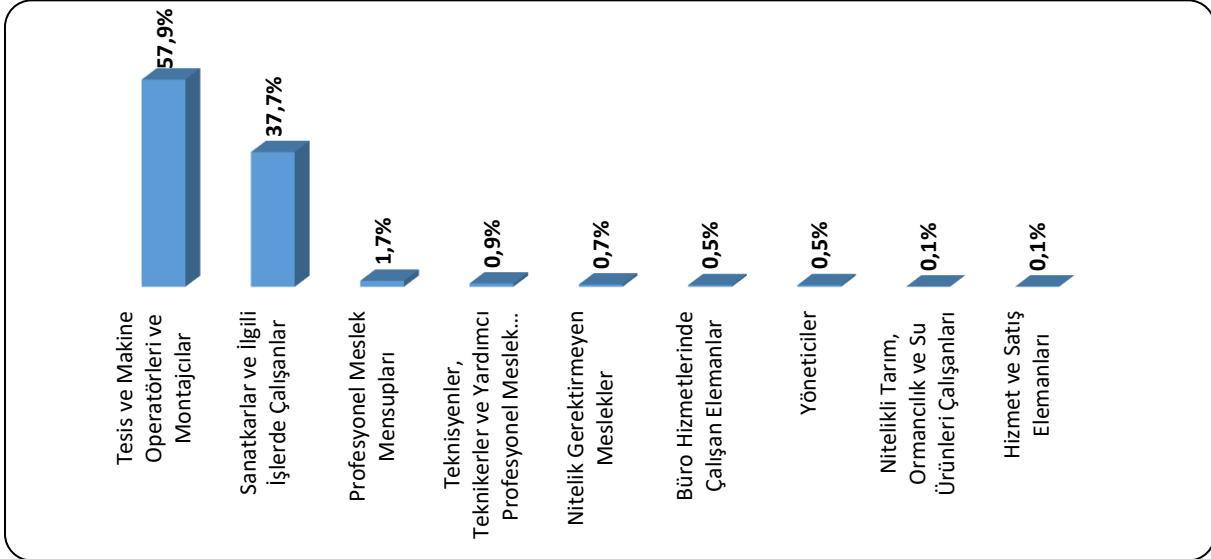 57,9%
37,7%
1,7%
0,9%
0,7%
0,5%
0,5%
0,1%
0,1%
Tesis ve Makine
Operatörleri ve
Montajcılar
Sanatkarlar ve İlgili
İşlerde Çalışanlar
Profesyonel Meslek
Mensupları
Teknisyenler,
Teknikerler ve Yardımcı
Profesyonel Meslek…
Nitelik Gerektirmeyen
Meslekler
Büro Hizmetlerinde
Çalışan Elemanlar
Yöneticiler
Nitelikli Tarım,
Ormancılık ve Su
Ürünleri Çalışanları
Hizmet ve Satış
Elemanları